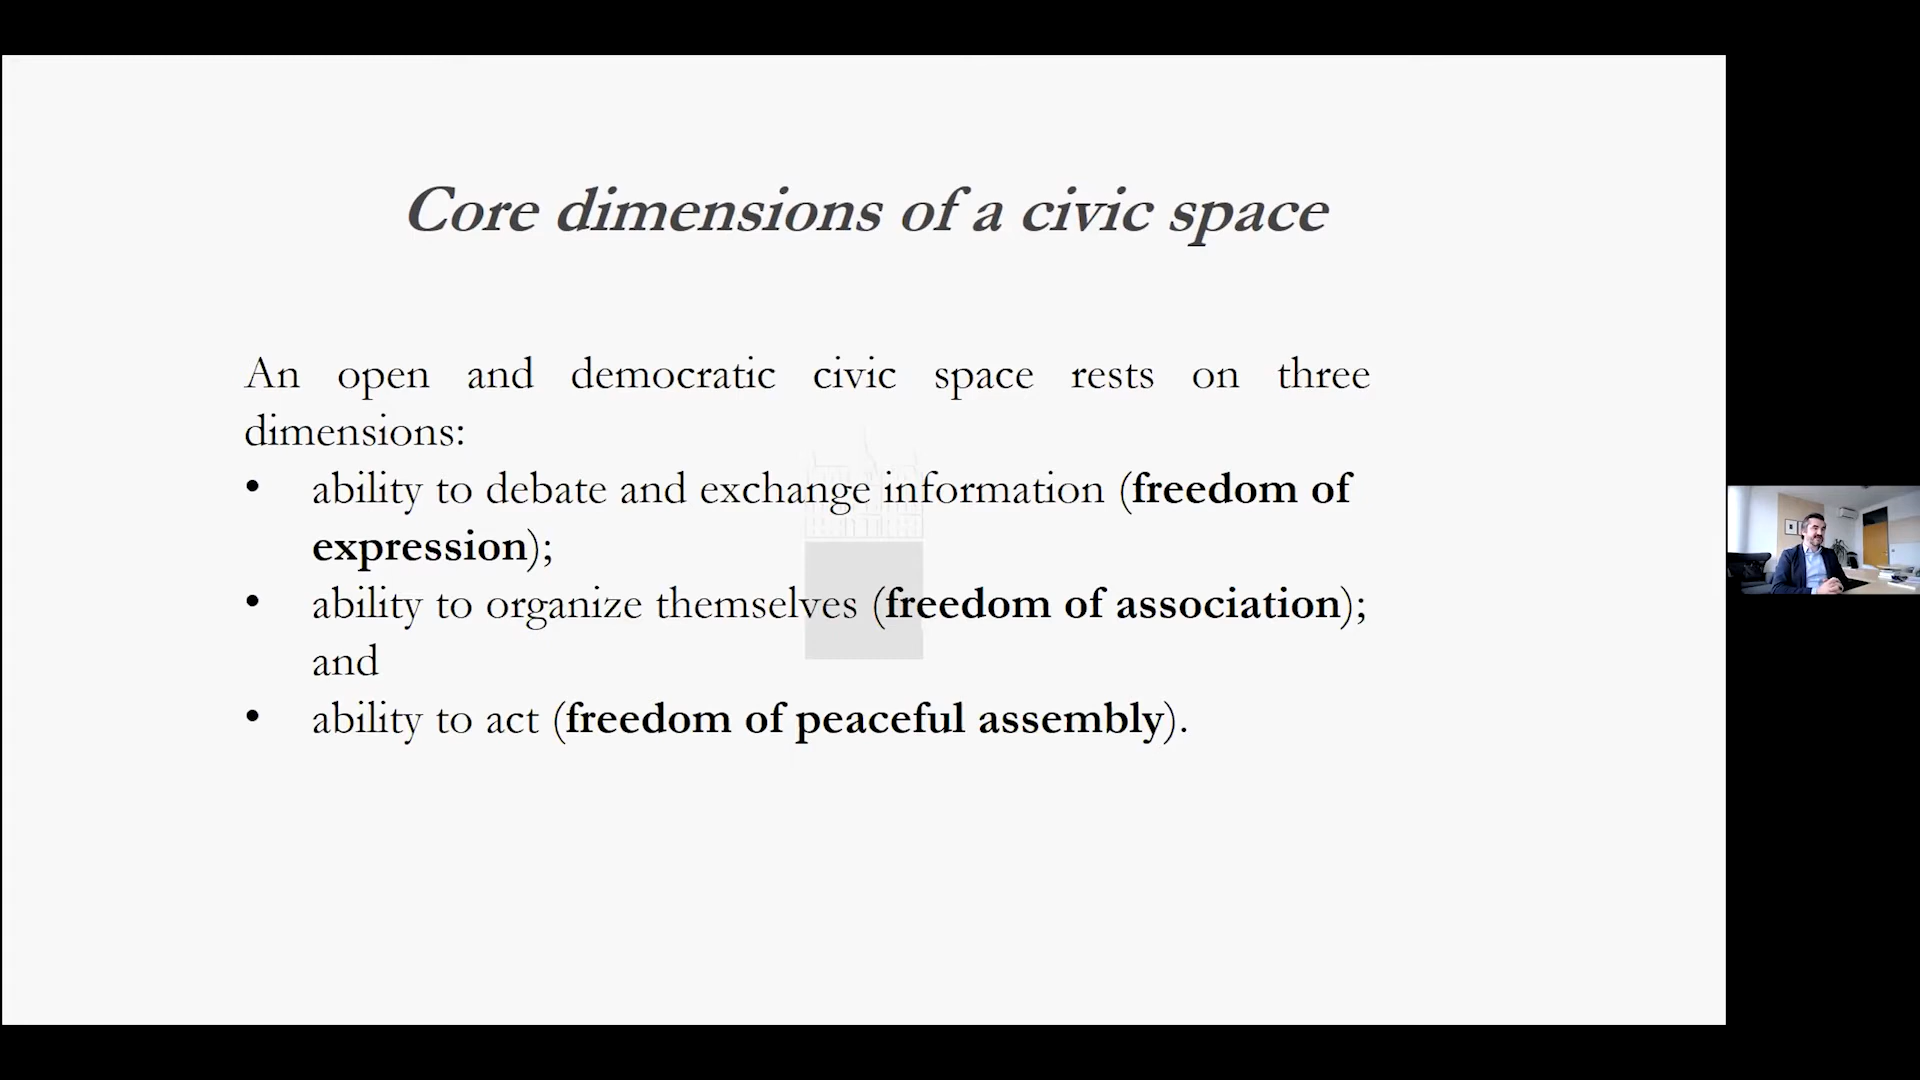 Core dimensions of a civic space
An open and democratic civic space rests on three
dimensions:
• ability to debate and exchange information (freedom of
expression);
• ability to organize themselves (freedom of association);
and
• ability to act (freedom of peaceful assembly).